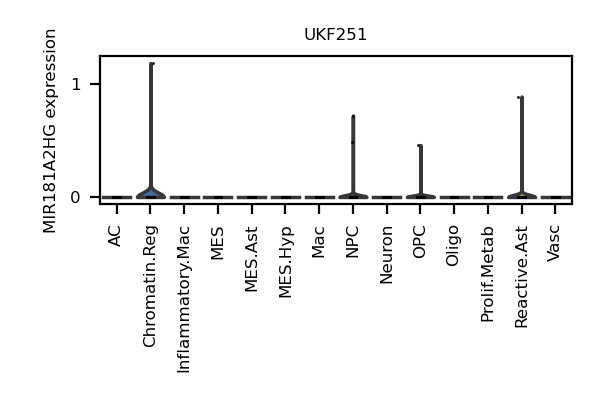 UKF251
MIR181A2HG expression
1
0
AC
Chromatin.Reg
Inflammatory.Mac
MES
MES.Ast
MES.Hyp
Mac
NPC
Neuron
OPC
Oligo
Prolif.Metab
Reactive.Ast
Vasc